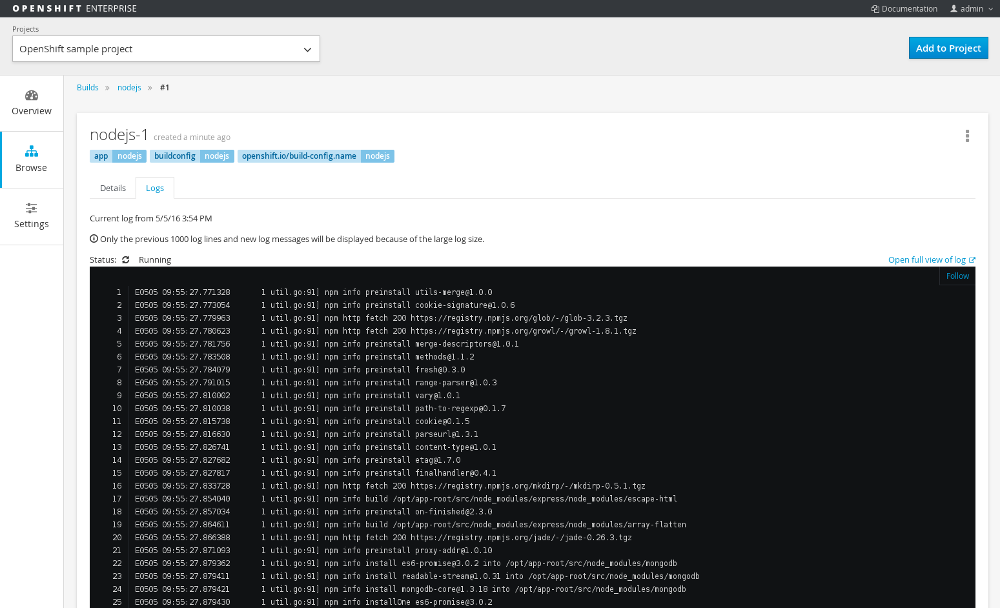 OPENSHIFT ENTERPRISE
Documentation
admin
Projects
OpenShift sample project
Add to Project
Overview
Browse
Settings
Builds » nodejs » #1
nodejs-1 created a minute ago
app nodejs buildconfig nodejs openshift.io/build-config.name nodejs
Details Logs
Current log from 5/5/16 3:54 PM
Only the previous 1000 log lines and new log messages will be displayed because of the large log size.
Status: Running
Open full view of log
Follow
1 E0505 09:55:27.771328 1 util.go:91] npm info preinstall utils-merge@1.0.0
2 E0505 09:55:27.773054 1 util.go:91] npm info preinstall cookie-signature@1.0.6
3 E0505 09:55:27.779963 1 util.go:91] npm http fetch 200 https://registry.npmjs.org/glob/-/glob-3.2.3.tgz
4 E0505 09:55:27.780623 1 util.go:91] npm http fetch 200 https://registry.npmjs.org/growl/-/growl-1.8.1.tgz
5 E0505 09:55:27.781756 1 util.go:91] npm info preinstall merge-descriptors@1.0.1
6 E0505 09:55:27.783508 1 util.go:91] npm info preinstall methods@1.1.2
7 E0505 09:55:27.784079 1 util.go:91] npm info preinstall fresh@0.3.0
8 E0505 09:55:27.791015 1 util.go:91] npm info preinstall range-parser@1.0.3
9 E0505 09:55:27.810002 1 util.go:91] npm info preinstall vary@1.0.1
10 E0505 09:55:27.810038 1 util.go:91] npm info preinstall path-to-regexp@0.1.7
11 E0505 09:55:27.815738 1 util.go:91] npm info preinstall cookie@0.1.5
12 E0505 09:55:27.816630 1 util.go:91] npm info preinstall parseurl@1.3.1
13 E0505 09:55:27.826741 1 util.go:91] npm info preinstall content-type@1.0.1
14 E0505 09:55:27.827682 1 util.go:91] npm info preinstall etag@1.7.0
15 E0505 09:55:27.827817 1 util.go:91] npm info preinstall finalhandler@0.4.1
16 E0505 09:55:27.833728 1 util.go:91] npm http fetch 200 https://registry.npmjs.org/mkdirp/-/mkdirp-0.5.1.tgz
17 E0505 09:55:27.854040 1 util.go:91] npm info build /opt/app-root/src/node_modules/express/node_modules/escape-html
18 E0505 09:55:27.857034 1 util.go:91] npm info preinstall on-finished@2.3.0
19 E0505 09:55:27.864611 1 util.go:91] npm info build /opt/app-root/src/node_modules/express/node_modules/array-flatten
20 E0505 09:55:27.866388 1 util.go:91] npm http fetch 200 https://registry.npmjs.org/jade/-/jade-0.26.3.tgz
21 E0505 09:55:27.871093 1 util.go:91] npm info preinstall proxy-addr@1.0.10
22 E0505 09:55:27.879362 1 util.go:91] npm info install es6-promise@3.0.2 into /opt/app-root/src/node_modules/mongodb
23 E0505 09:55:27.879411 1 util.go:91] npm info install readable-stream@1.0.31 into /opt/app-root/src/node_modules/mongodb
24 E0505 09:55:27.879421 1 util.go:91] npm info install mongodb-core@1.3.18 into /opt/app-root/src/node_modules/mongodb
25 E0505 09:55:27.879430 1 util.go:91] npm info installOne es6-promise@3.0.2